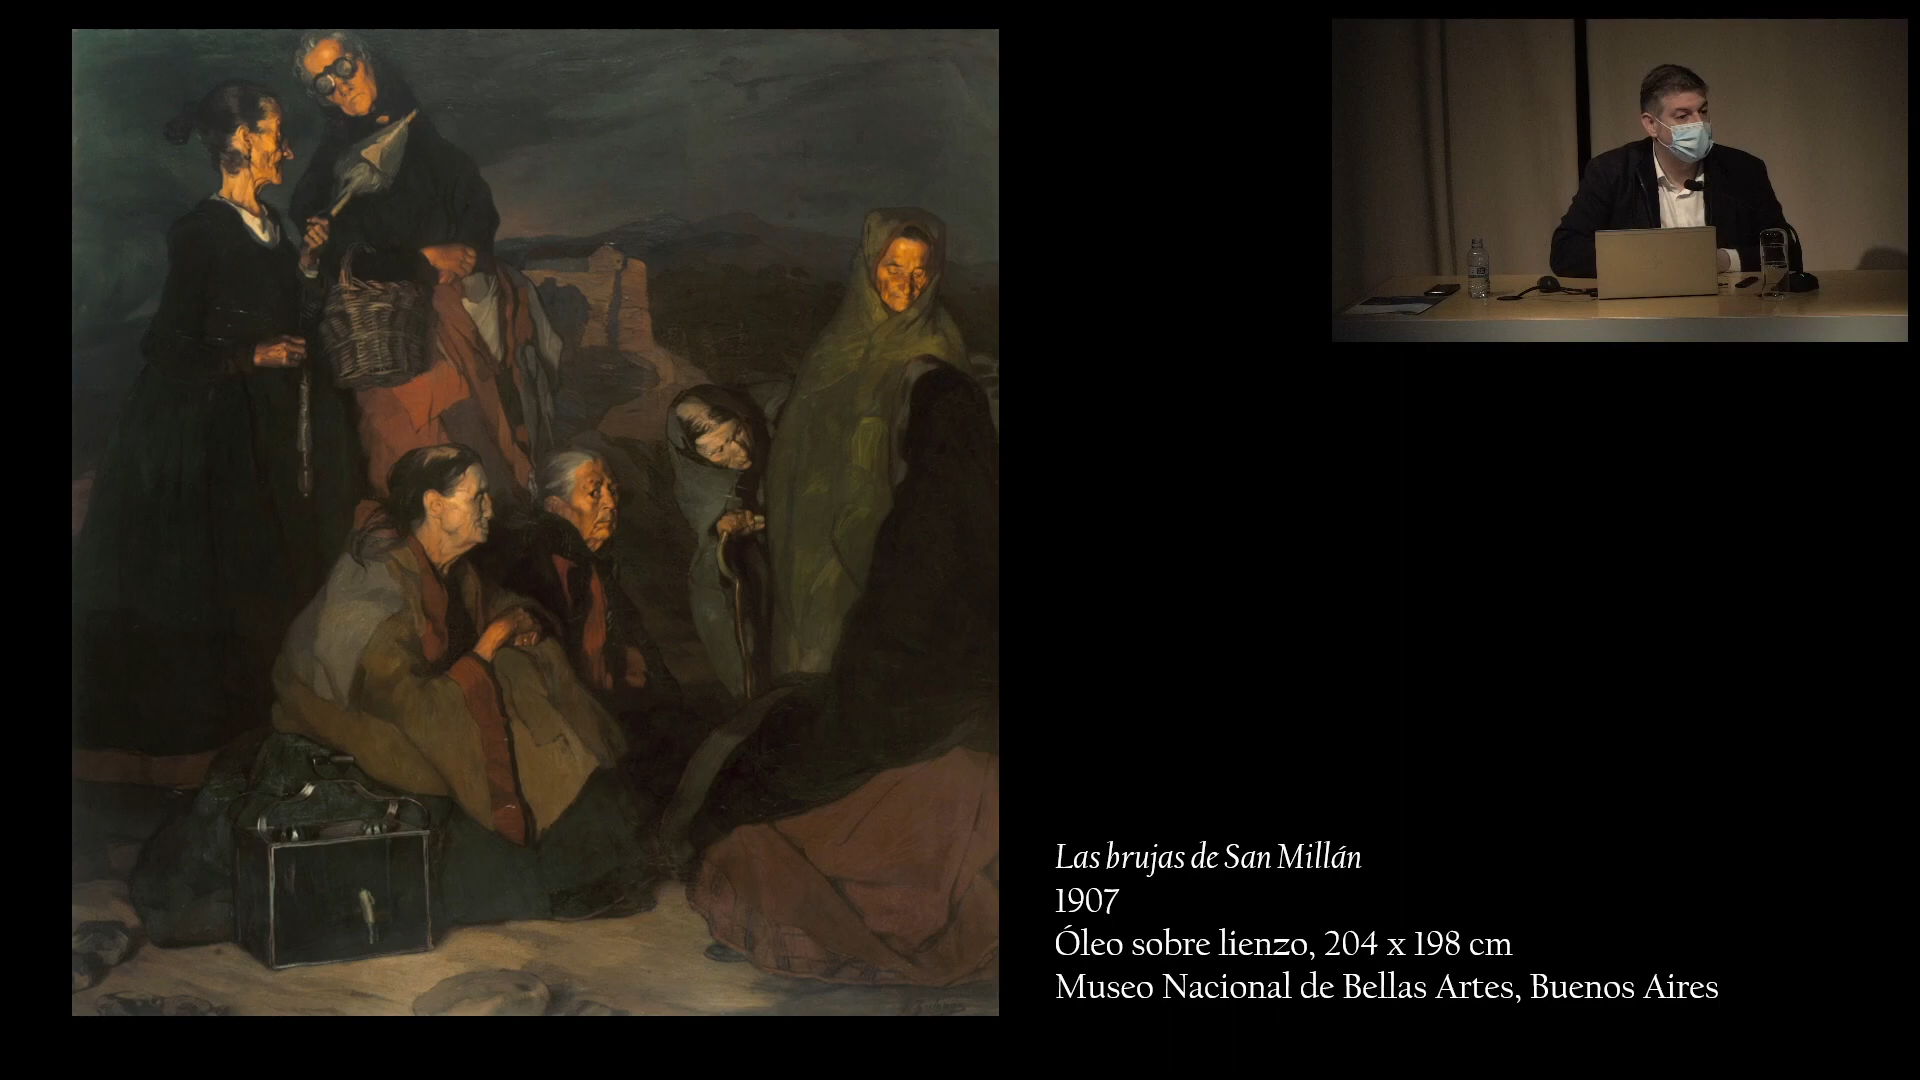 Las brujas de San Millán
1907
Óleo sobre lienzo, 204 x 198 cm
Museo Nacional de Bellas Artes, Buenos Aires